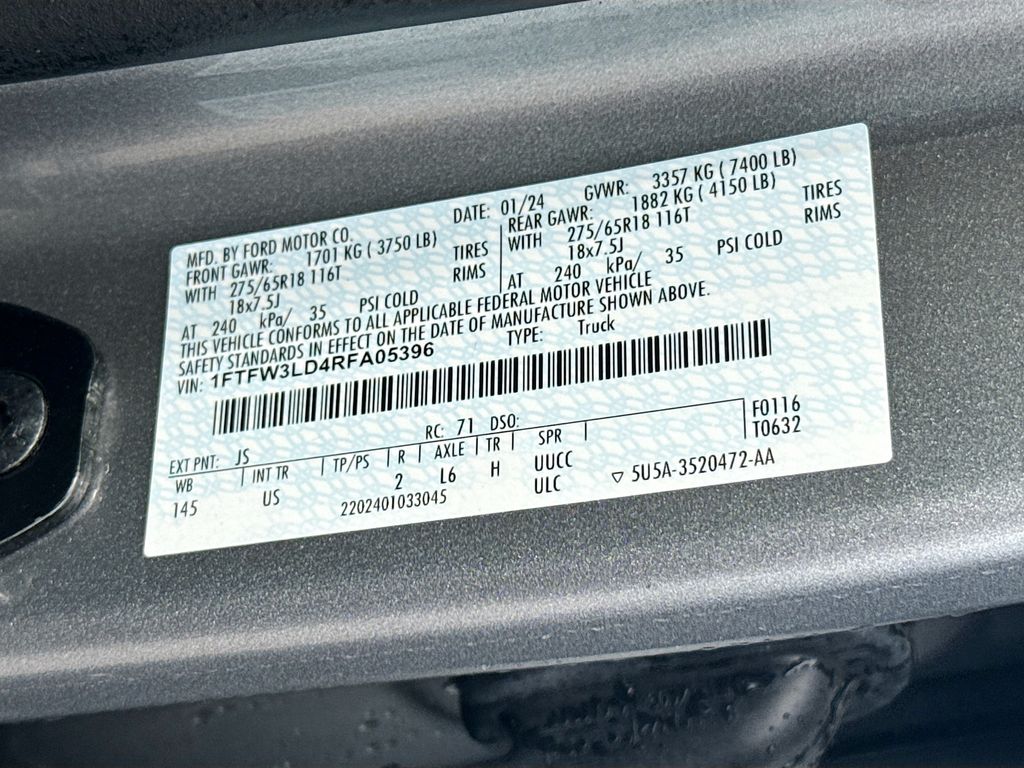 DATE: 01/24 GVWR: 3357 KG ( 7400 LB)
MFD. BY FORD MOTOR CO.
FRONT GAWR: 1701 KG ( 3750 LB)
WITH 275/65R18 116T TIRES
18x7.5J RIMS
AT 240 kPa/ 35 PSI COLD
REAR GAWR: 1882 KG ( 4150 LB)
WITH 275/65R18 116T TIRES
18x7.5J RIMS
AT 240 kPa/ 35 PSI COLD
THIS VEHICLE CONFORMS TO ALL APPLICABLE FEDERAL MOTOR VEHICLE
SAFETY STANDARDS IN EFFECT ON THE DATE OF MANUFACTURE SHOWN ABOVE.
VIN: 1FTFW3LD4RFA05396 TYPE: Truck
EXT PNT: JS RC: 71 DSO:
WB INT TR TP/PS R AXLE TR SPR
145 US 2 L6 H UUCC
ULC
2202401033045
F0116
T0632
▽ 5U5A-3520472-AA